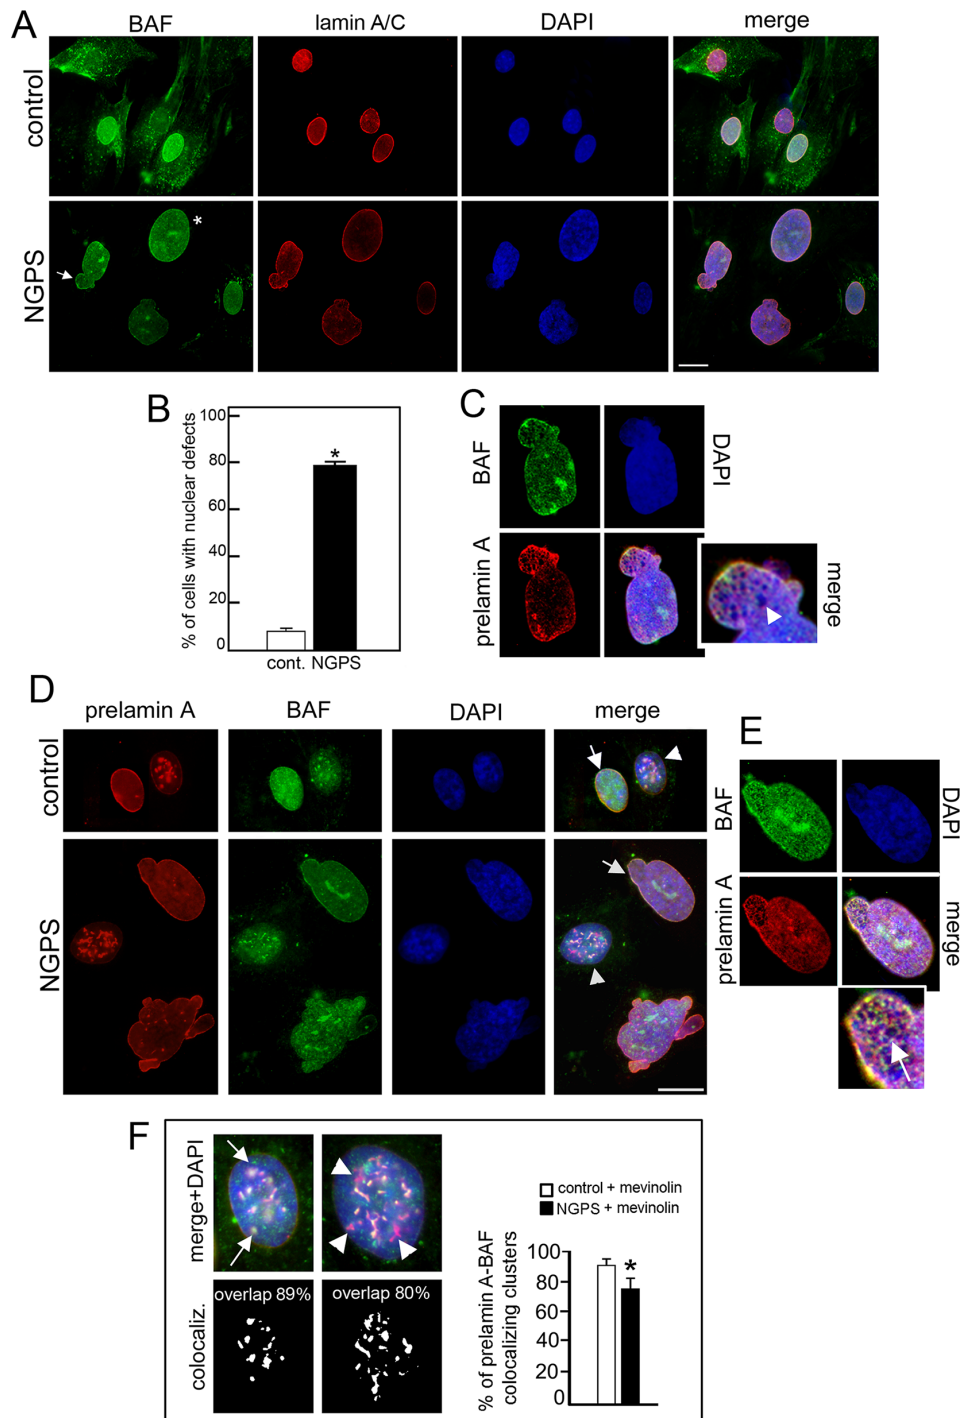 A
BAF
lamin A/C
DAPI
merge
control
NGPS
*
B
% of cells with nuclear defects
100
80
60
40
20
0
*
cont. NGPS
C
BAF
DAPI
prelamin A
merge
D
prelamin A
BAF
DAPI
merge
control
NGPS
E
BAF
DAPI
prelamin A
merge
F
merge+DAPI
colocaliz.
overlap 89%
overlap 80%
control + mevinolin
NGPS + mevinolin
% of prelamin A-BAF
colocalizing clusters
100
80
60
40
20
0
*